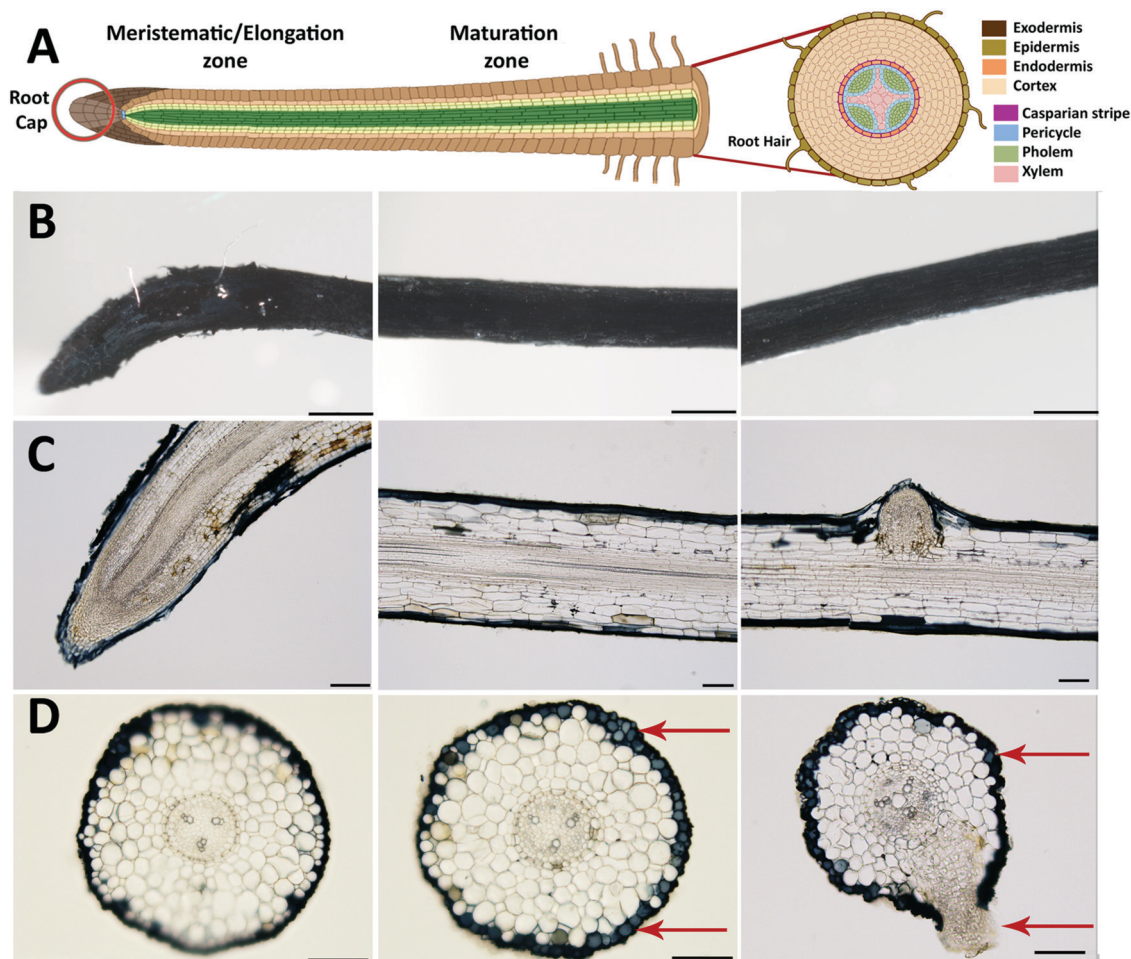 A
Meristematic/Elongation
zone
Maturation
zone
Root
Cap
Root Hair
Exodermis
Epidermis
Endodermis
Cortex
Casparian stripe
Pericycle
Pholem
Xylem
B
C
D